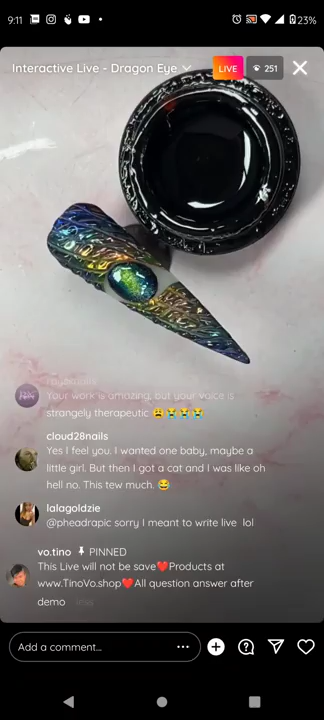 9:11
23%
Interactive Live - Dragon Eye
LIVE
251
Your work is amazing, but your voice is
strangely therapeutic 😩😭😭😭
cloud28nails
Yes I feel you. I wanted one baby, maybe a
little girl. But then I got a cat and I was like oh
hell no. This tew much. 😂
lalagoldzie
@pheadrapic sorry I meant to write live lol
vo.tino PINNED
This Live will not be save❤️Products at
www.TinoVo.shop❤️All question answer after
demo
Add a comment...